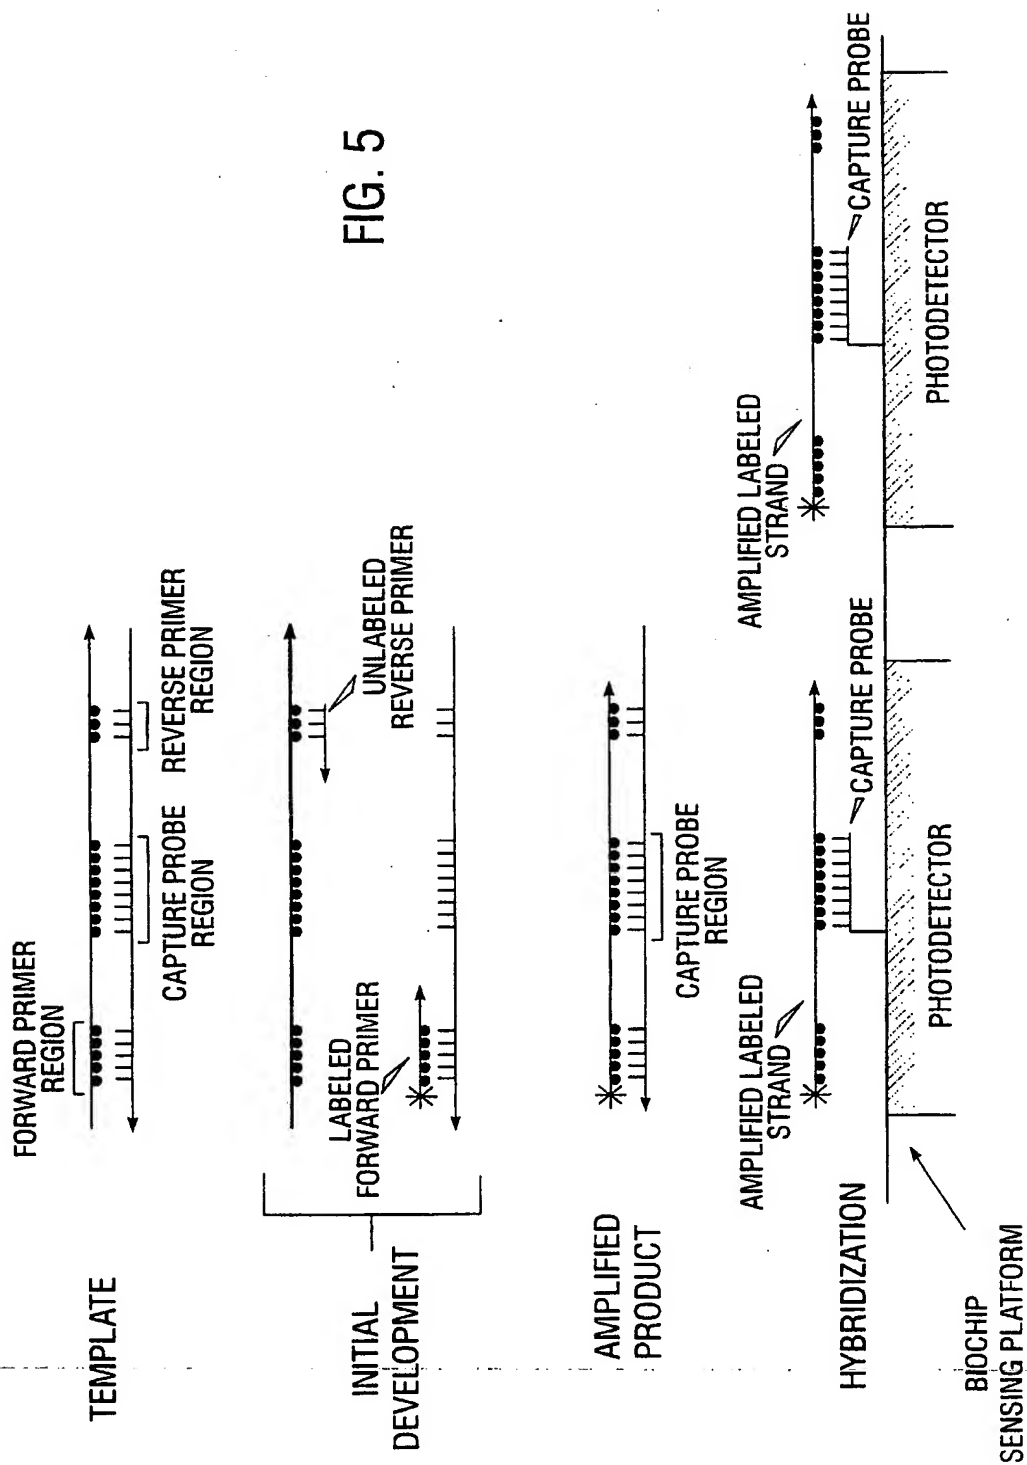 FIG. 5
TEMPLATE
FORWARD PRIMER
REGION
CAPTURE PROBE
REGION
REVERSE PRIMER
REGION
INITIAL
DEVELOPMENT
LABELED
FORWARD PRIMER
UNLABELED
REVERSE PRIMER
AMPLIFIED
PRODUCT
CAPTURE PROBE
REGION
HYBRIDIZATION
AMPLIFIED LABELED
STRAND
CAPTURE PROBE
AMPLIFIED LABELED
STRAND
CAPTURE PROBE
PHOTODETECTOR
PHOTODETECTOR
BIOCHIP
SENSING PLATFORM